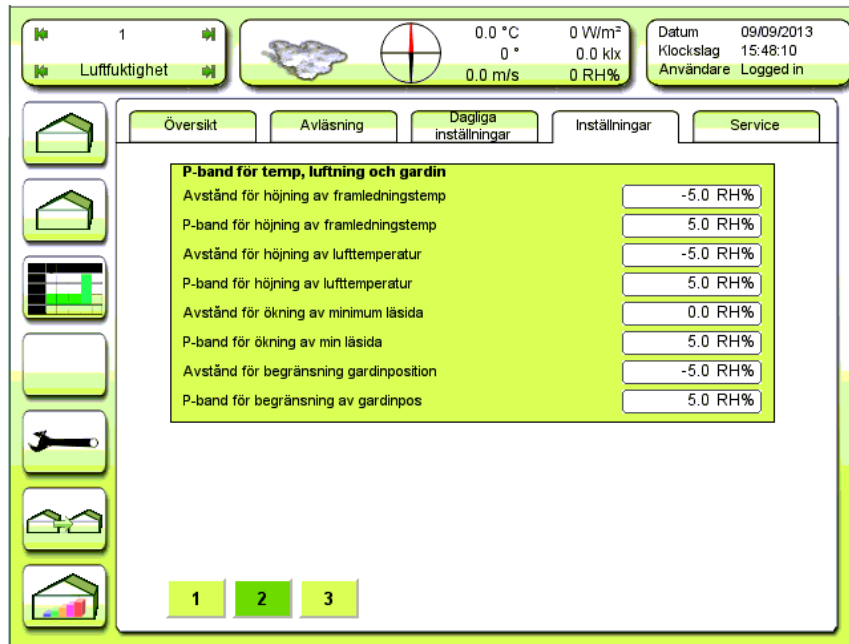 1
Luftfuktighet
0.0 °C
0 °
0.0 m/s
0 W/m²
0.0 klx
0 RH%
Datum 09/09/2013
Klockslag 15:48:10
Användare Logged in
Översikt
Avläsning
Dagliga
inställningar
Inställningar
Service
P-band för temp, luftning och gardin
Avstånd för höjning av framledningstemp -5.0 RH%
P-band för höjning av framledningstemp 5.0 RH%
Avstånd för höjning av lufttemperatur -5.0 RH%
P-band för höjning av lufttemperatur 5.0 RH%
Avstånd för ökning av minimum läsida 0.0 RH%
P-band för ökning av min läsida 5.0 RH%
Avstånd för begränsning gardinposition -5.0 RH%
P-band för begränsning av gardinpos 5.0 RH%
1 2 3